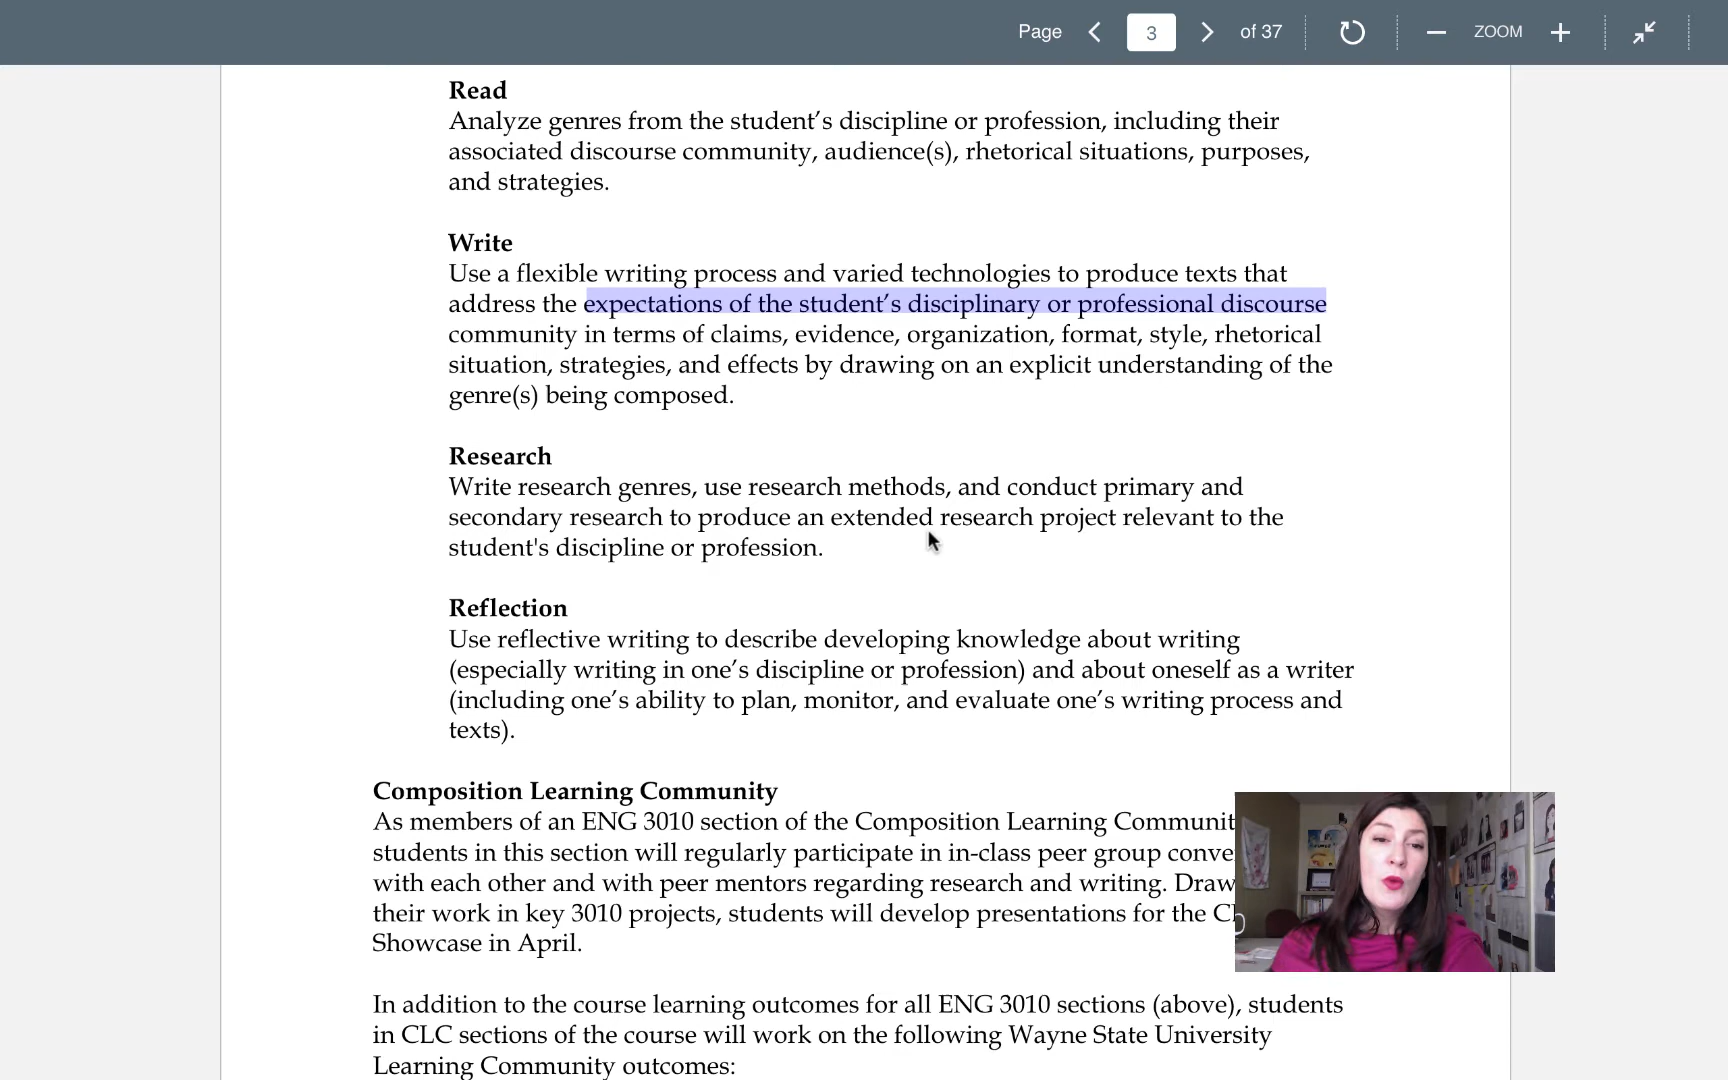 Page 3 of 37 ZOOM
Read
Analyze genres from the student’s discipline or profession, including their
associated discourse community, audience(s), rhetorical situations, purposes,
and strategies.
Write
Use a flexible writing process and varied technologies to produce texts that
address the expectations of the student’s disciplinary or professional discourse
community in terms of claims, evidence, organization, format, style, rhetorical
situation, strategies, and effects by drawing on an explicit understanding of the
genre(s) being composed.
Research
Write research genres, use research methods, and conduct primary and
secondary research to produce an extended research project relevant to the
student's discipline or profession.
Reflection
Use reflective writing to describe developing knowledge about writing
(especially writing in one’s discipline or profession) and about oneself as a writer
(including one’s ability to plan, monitor, and evaluate one’s writing process and
texts).
Composition Learning Community
As members of an ENG 3010 section of the Composition Learning
students in this section will regularly participate in in-class peer group
with each other and with peer mentors regarding research and writing.
their work in key 3010 projects, students will develop presentations for the
Showcase in April.
In addition to the course learning outcomes for all ENG 3010 sections (above), students
in CLC sections of the course will work on the following Wayne State University
Learning Community outcomes: